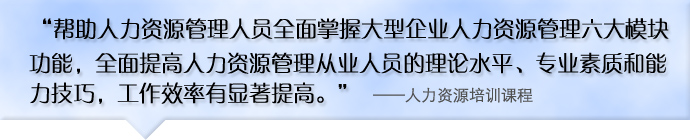 “帮助人力资源管理人员全面掌握大型企业人力资源管理六大模块
功能，全面提高人力资源管理从业人员的理论水平、专业素质和能
力技巧，工作效率有显著提高。” ——人力资源培训课程